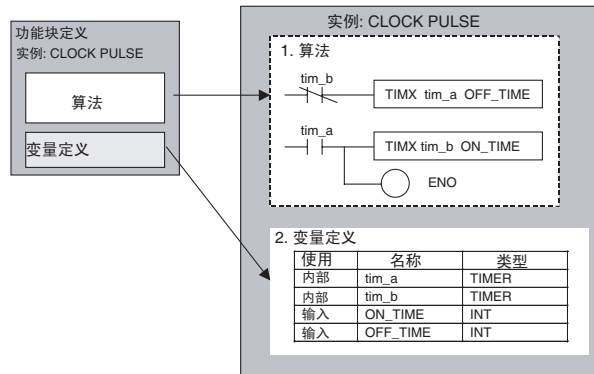 功能块定义
实例: CLOCK PULSE
算法
变量定义
实例: CLOCK PULSE
1. 算法
tim_b
TIMX tim_a OFF_TIME
tim_a
TIMX tim_b ON_TIME
ENO
2. 变量定义
使用 名称 类型
内部 tim_a TIMER
内部 tim_b TIMER
输入 ON_TIME INT
输入 OFF_TIME INT